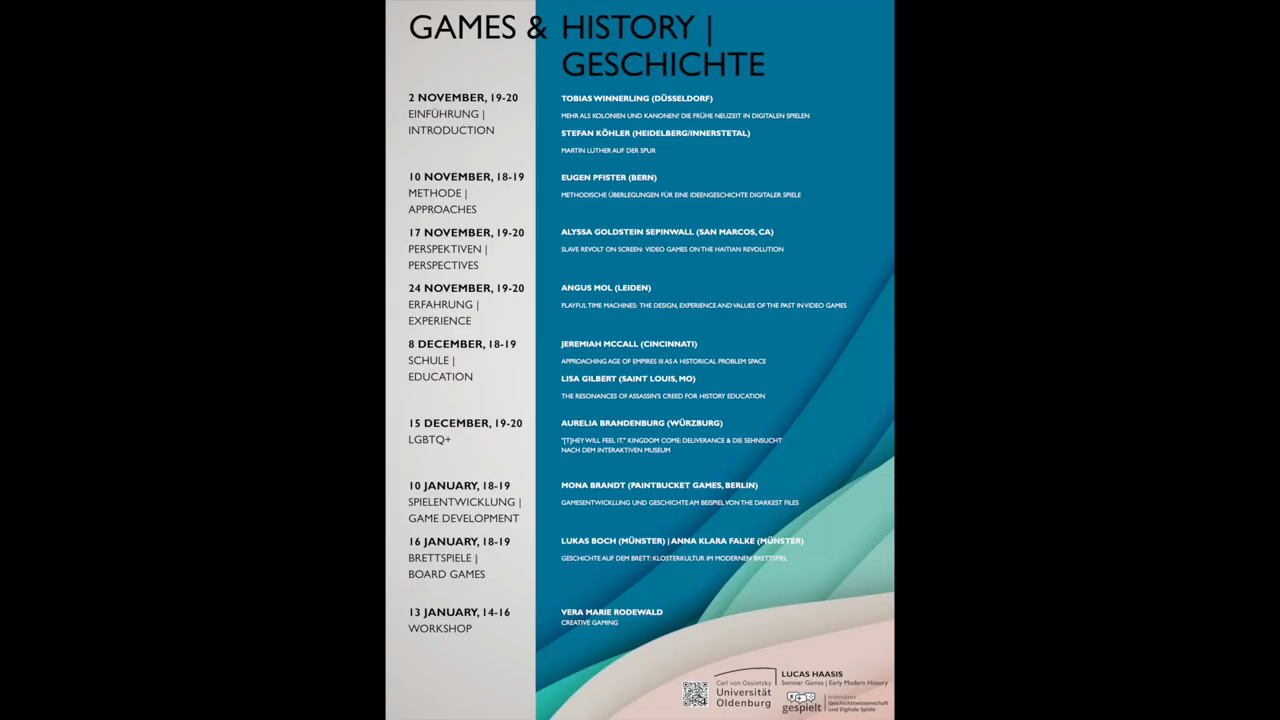 GAMES & HISTORY |
GESCHICHTE
2 NOVEMBER, 19-20
EINFÜHRUNG |
INTRODUCTION
TOBIAS WINNERLING (DÜSSELDORF)
MEHR ALS KOLONIEN UND KANONEN? DIE FRÜHE NEUZEIT IN DIGITALEN SPIELEN
STEFAN KÖHLER (HEIDELBERG/INNERSTETAL)
MARTIN LUTHER AUF DER SPUR
10 NOVEMBER, 18-19
METHODE |
APPROACHES
EUGEN PFISTER (BERN)
METHODISCHE ÜBERLEGUNGEN FÜR EINE IDEENGESCHICHTE DIGITALER SPIELE
17 NOVEMBER, 19-20
PERSPEKTIVEN |
PERSPECTIVES
ALYSSA GOLDSTEIN SEPINWALL (SAN MARCOS, CA)
SLAVE REVOLT ON SCREEN: VIDEO GAMES ON THE HAITIAN REVOLUTION
24 NOVEMBER, 19-20
ERFAHRUNG |
EXPERIENCE
ANGUS MOL (LEIDEN)
PLAYFUL TIME MACHINES: THE DESIGN, EXPERIENCE AND VALUES OF THE PAST IN VIDEO GAMES
8 DECEMBER, 18-19
SCHULE |
EDUCATION
JEREMIAH MCCALL (CINCINNATI)
APPROACHING AGE OF EMPIRES III AS A HISTORICAL PROBLEM SPACE
LISA GILBERT (SAINT LOUIS, MO)
THE RESONANCES OF ASSASSIN'S CREED FOR HISTORY EDUCATION
15 DECEMBER, 19-20
LGBTQ+
AURELIA BRANDENBURG (WÜRZBURG)
"[T]HEY WILL FEEL IT." KINGDOM COME: DELIVERANCE & DIE SEHNSUCHT
NACH DEM INTERAKTIVEN MUSEUM
10 JANUARY, 18-19
SPIELENTWICKLUNG |
GAME DEVELOPMENT
MONA BRANDT (PAINTBUCKET GAMES, BERLIN)
GAMESENTWICKLUNG UND GESCHICHTE AM BEISPIEL VON THE DARKEST FILES
16 JANUARY, 18-19
BRETTSPIELE |
BOARD GAMES
LUKAS BOCH (MÜNSTER) | ANNA KLARA FALKE (MÜNSTER)
GESCHICHTE AUF DEM BRETT: KLOSTERKULTUR IM MODERNEN BRETTSPIEL
13 JANUARY, 14-16
WORKSHOP
VERA MARIE RODEWALD
CREATIVE GAMING
Carl von Ossietzky
Universität
Oldenburg
LUCAS HAASIS
Seminar Games | Early Modern History
gespielt
Arbeitskreis
Geschichtswissenschaft
und Digitale Spiele